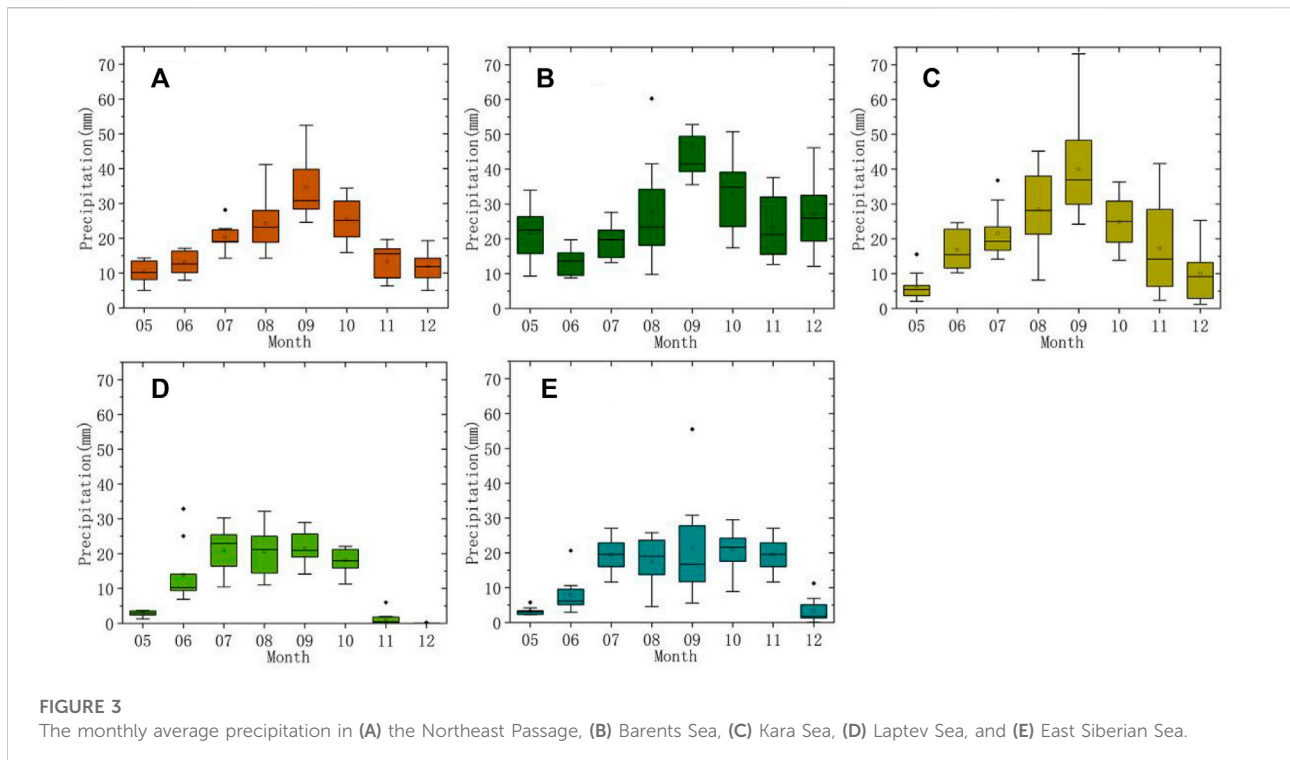 A
Precipitation(mm)
70
60
50
40
30
20
10
0
05 06 07 08 09 10 11 12
Month
B
Precipitation(mm)
70
60
50
40
30
20
10
0
05 06 07 08 09 10 11 12
Month
C
Precipitation(mm)
70
60
50
40
30
20
10
0
05 06 07 08 09 10 11 12
Month
D
Precipitation(mm)
70
60
50
40
30
20
10
0
05 06 07 08 09 10 11 12
Month
E
Precipitation(mm)
70
60
50
40
30
20
10
0
05 06 07 08 09 10 11 12
Month
FIGURE 3
The monthly average precipitation in (A) the Northeast Passage, (B) Barents Sea, (C) Kara Sea, (D) Laptev Sea, and (E) East Siberian Sea.